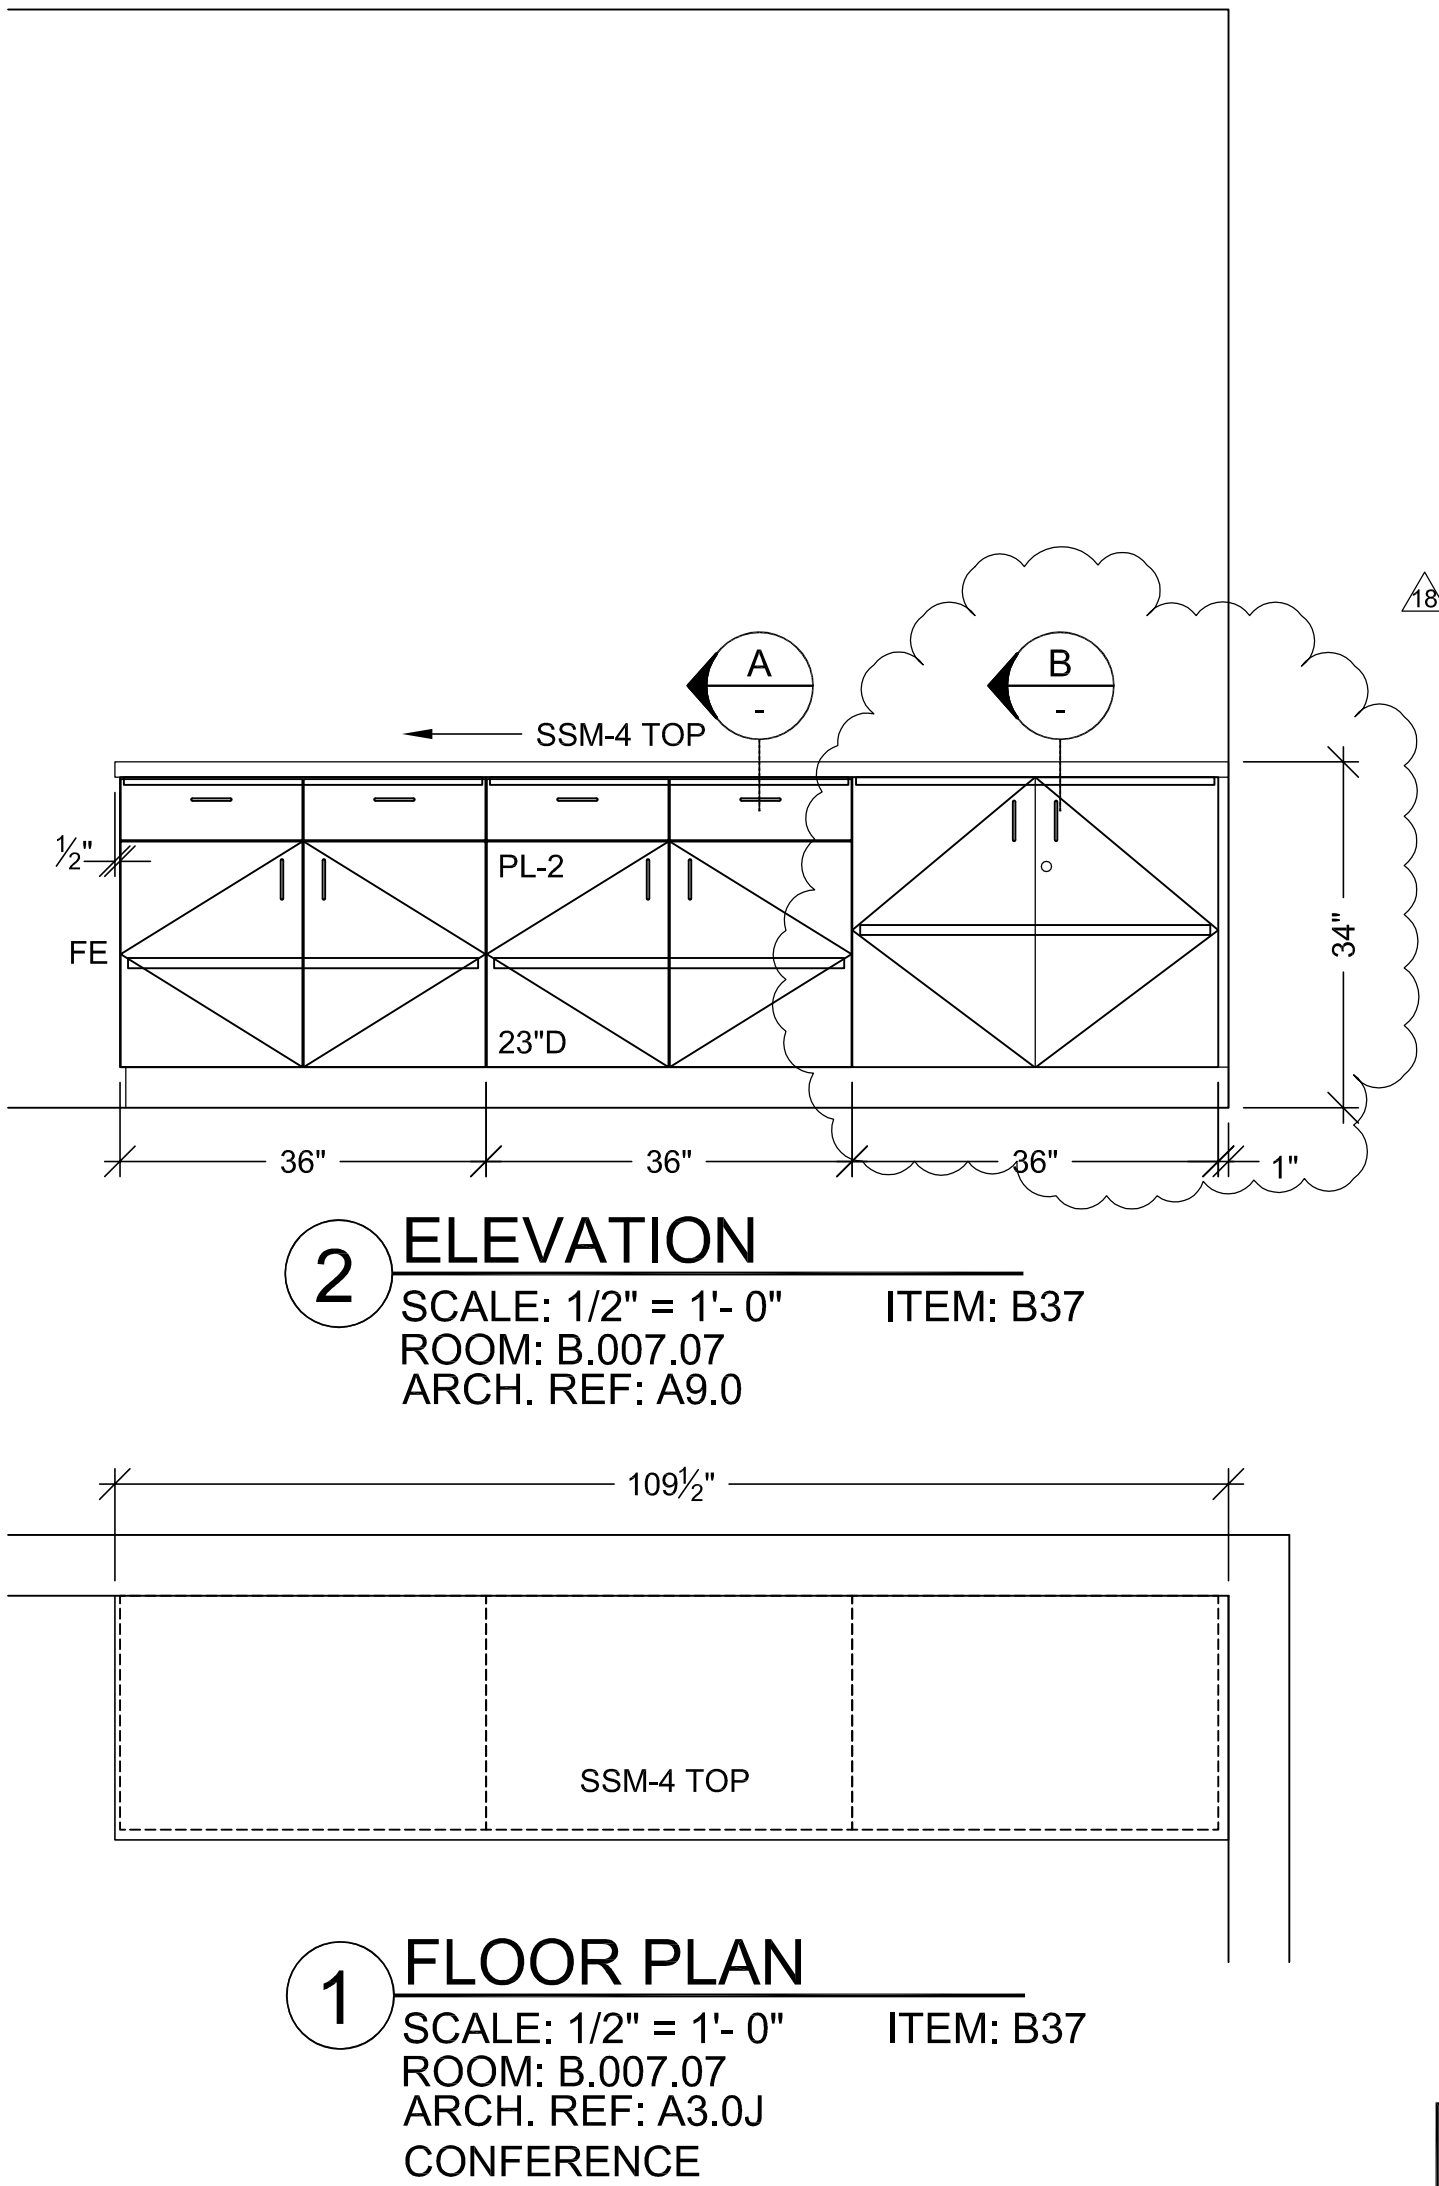 18
A
-
B
-
SSM-4 TOP
½"
PL-2
FE
34"
23"D
36"
36"
36"
1"
2
ELEVATION
SCALE: 1/2" = 1'- 0" ITEM: B37
ROOM: B.007.07
ARCH. REF: A9.0
109½"
SSM-4 TOP
1
FLOOR PLAN
SCALE: 1/2" = 1'- 0" ITEM: B37
ROOM: B.007.07
ARCH. REF: A3.0J
CONFERENCE